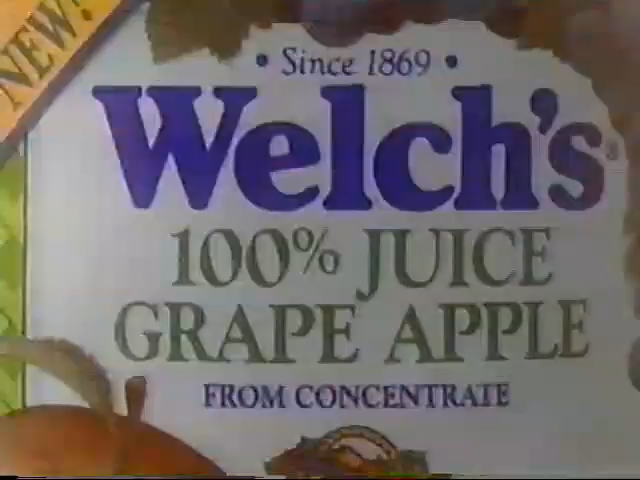 NEW!
• Since 1869 •
Welch's®
100% JUICE
GRAPE APPLE
FROM CONCENTRATE